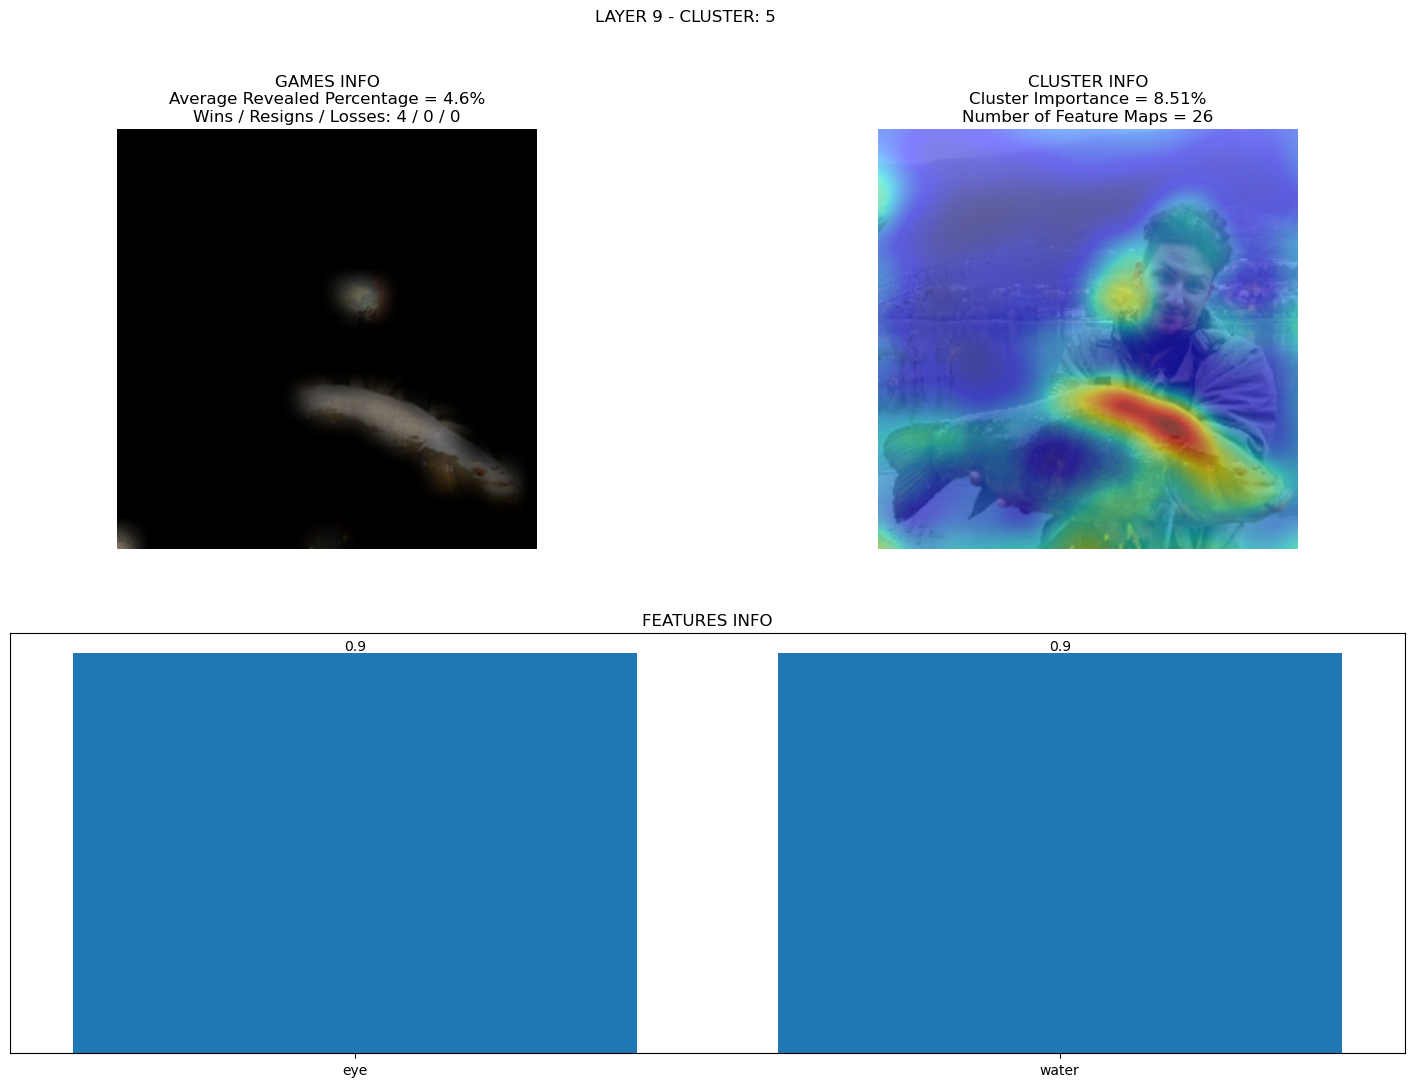 LAYER 9 - CLUSTER: 5
GAMES INFO
Average Revealed Percentage = 4.6%
Wins / Resigns / Losses: 4 / 0 / 0
CLUSTER INFO
Cluster Importance = 8.51%
Number of Feature Maps = 26
FEATURES INFO
0.9
0.9
eye
water